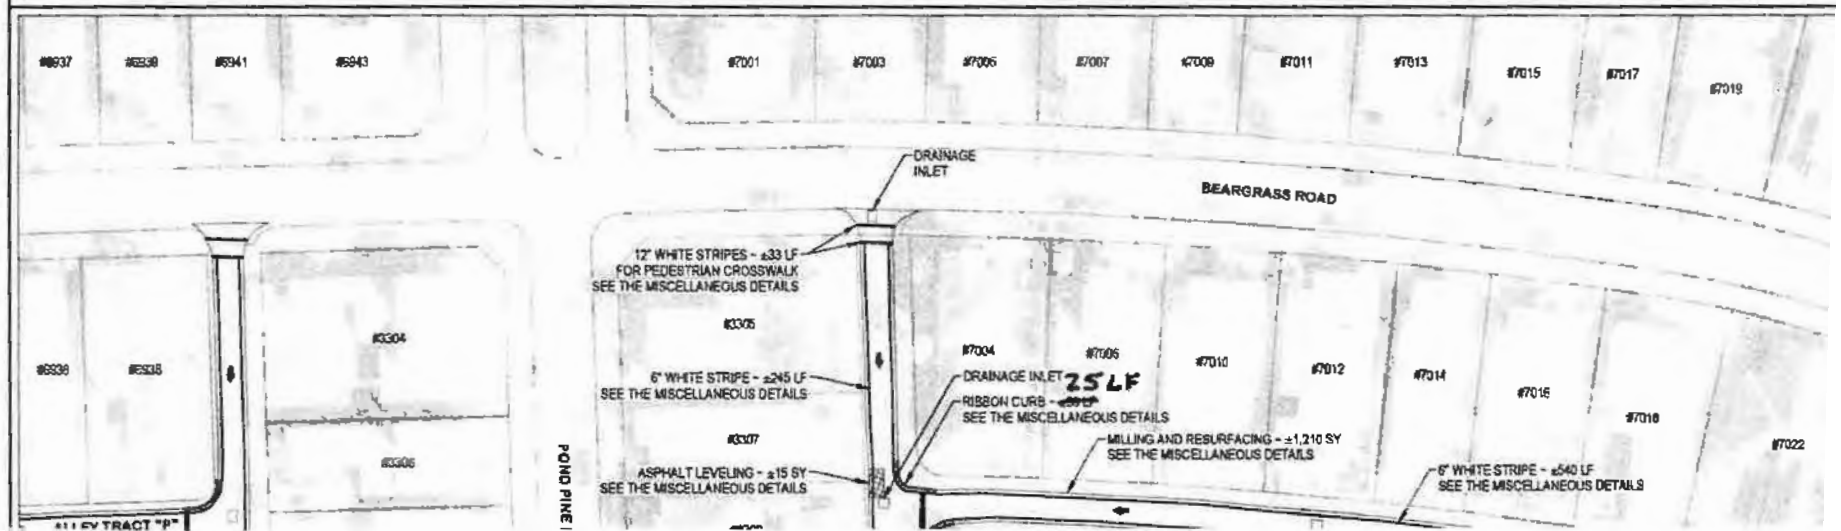 #6937 #6939 #6941 #6943 #7001 #7003 #7005 #7007 #7009 #7011 #7013 #7015 #7017 #7019
DRAINAGE
INLET
BEARGRASS ROAD
12" WHITE STRIPES - ±33 LF
FOR PEDESTRIAN CROSSWALK
SEE THE MISCELLANEOUS DETAILS
#3304
#3305
#6936 #6938
#7004 #7006 #7010 #7012 #7014 #7016 #7018 #7022
6" WHITE STRIPE - ±245 LF
SEE THE MISCELLANEOUS DETAILS
DRAINAGE INLET
25 LF
RIBBON CURB -
SEE THE MISCELLANEOUS DETAILS
#3306
#3307
MILLING AND RESURFACING - ±1,210 SY
SEE THE MISCELLANEOUS DETAILS
ASPHALT LEVELING - ±15 SY
SEE THE MISCELLANEOUS DETAILS
6" WHITE STRIPE - ±540 LF
SEE THE MISCELLANEOUS DETAILS
POND PINE
ALLEY TRACT "P"